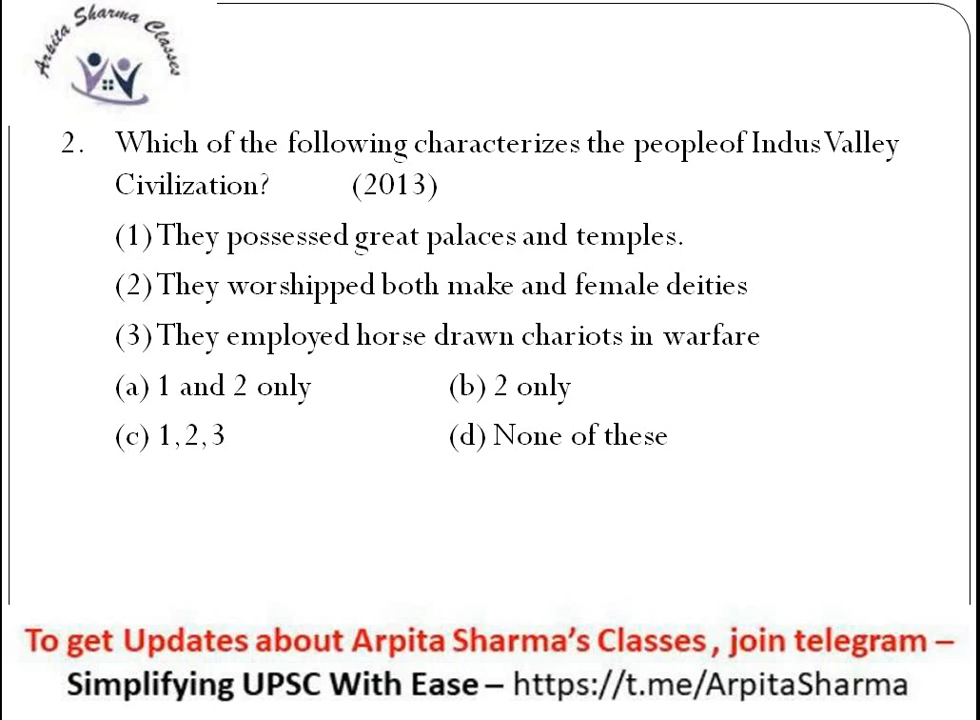 Arpita Sharma Classes
2. Which of the following characterizes the peopleof Indus Valley
Civilization? (2013)
(1) They possessed great palaces and temples.
(2) They worshipped both make and female deities
(3) They employed horse drawn chariots in warfare
(a) 1 and 2 only (b) 2 only
(c) 1,2,3 (d) None of these
To get Updates about Arpita Sharma's Classes, join telegram –
Simplifying UPSC With Ease – https://t.me/ArpitaSharma